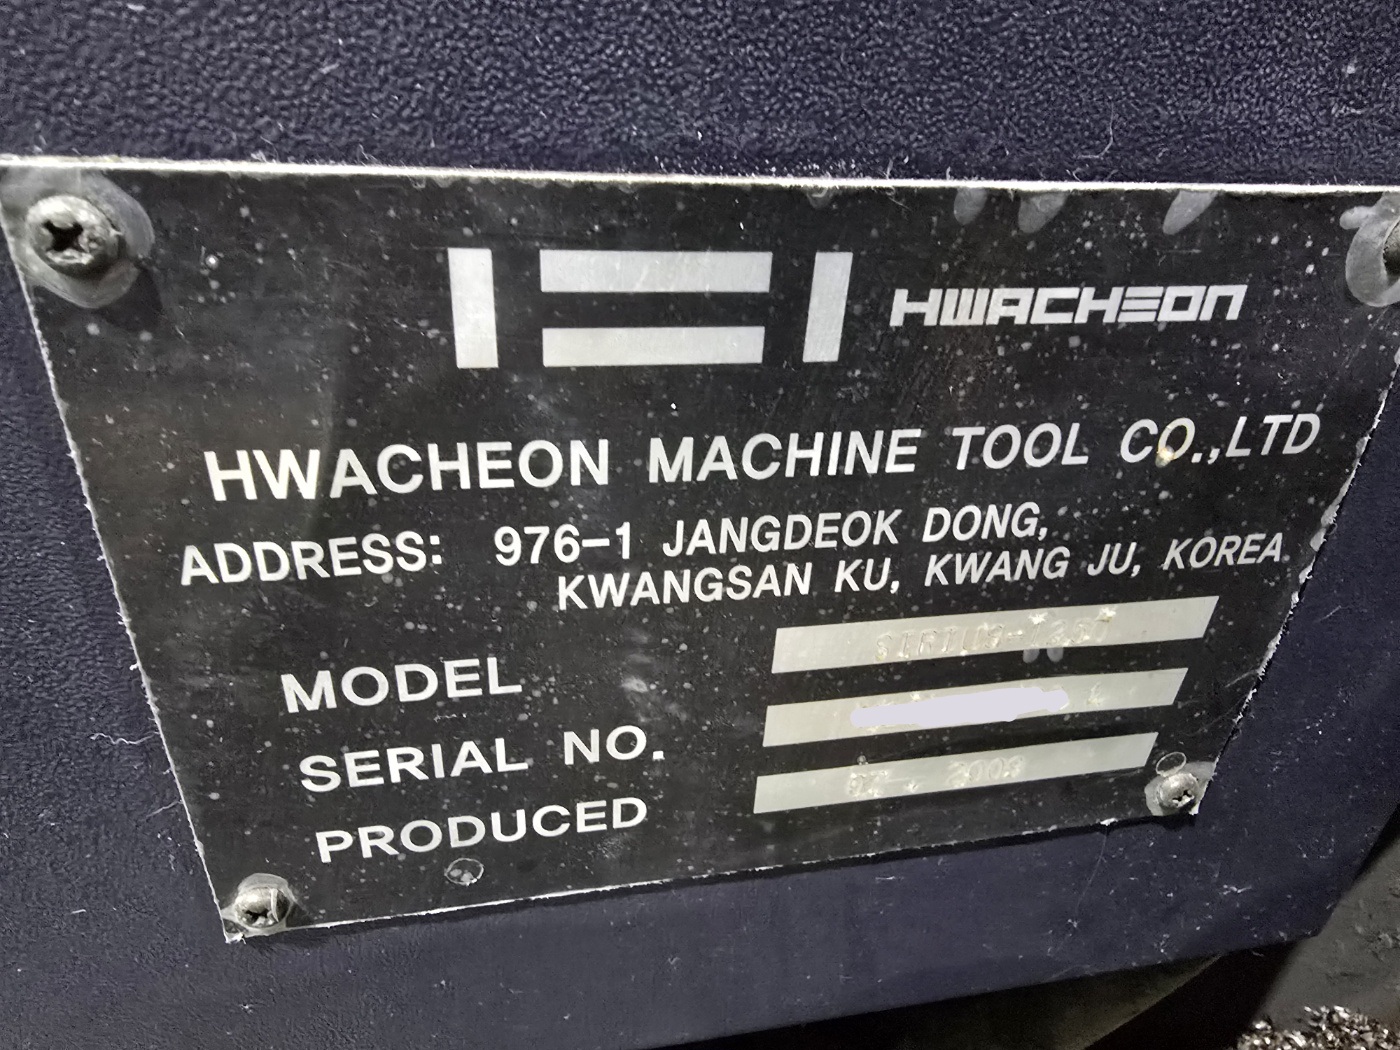 HWACHEON
HWACHEON MACHINE TOOL CO.,LTD
ADDRESS: 976-1 JANGDEOK DONG,
KWANGSAN KU, KWANG JU, KOREA
MODEL
SERIAL NO.
PRODUCED 2003